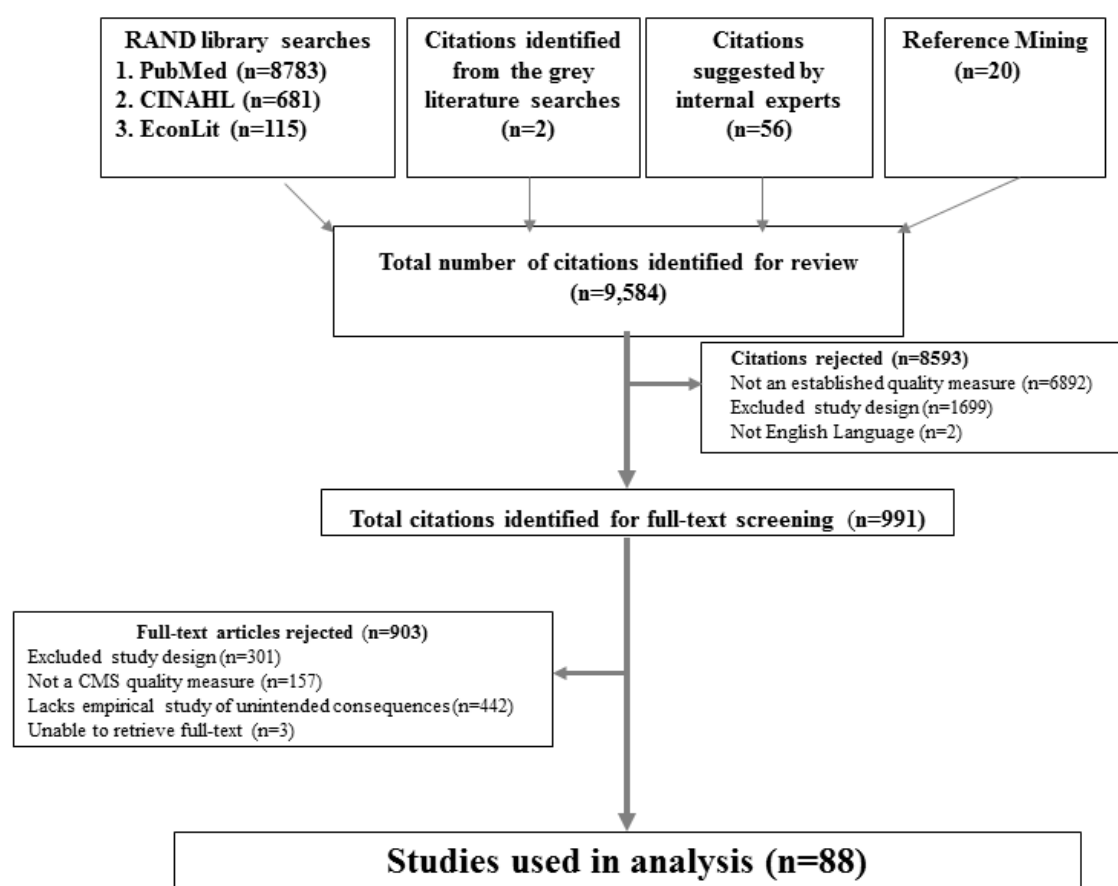 RAND library searches
1. PubMed (n=8783)
2. CINAHL (n=681)
3. EconLit (n=115)
Citations identified
from the grey
literature searches
(n=2)
Citations
suggested by
internal experts
(n=56)
Reference Mining
(n=20)
Total number of citations identified for review
(n=9,584)
Citations rejected (n=8593)
Not an established quality measure (n=6892)
Excluded study design (n=1699)
Not English Language (n=2)
Total citations identified for full-text screening (n=991)
Full-text articles rejected (n=903)
Excluded study design (n=301)
Not a CMS quality measure (n=157)
Lacks empirical study of unintended consequences (n=442)
Unable to retrieve full-text (n=3)
Studies used in analysis (n=88)